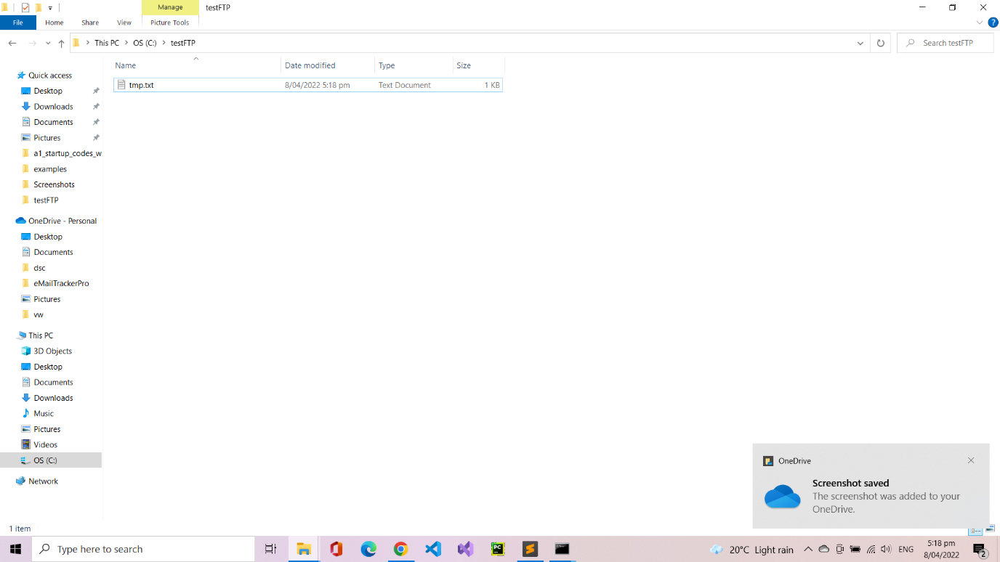 Manage
testFTP
File
Home
Share
View
Picture Tools
This PC
OS (C:)
testFTP
Search testFTP
Name
Date modified
Type
Size
tmp.txt
8/04/2022 5:18 pm
Text Document
1 KB
Quick access
Desktop
Downloads
Documents
Pictures
a1_startup_codes_w
examples
Screenshots
testFTP
OneDrive - Personal
Desktop
Documents
dsc
eMailTrackerPro
Pictures
vw
This PC
3D Objects
Desktop
Documents
Downloads
Music
Pictures
Videos
OS (C:)
Network
OneDrive
Screenshot saved
The screenshot was added to your
OneDrive.
1 item
Type here to search
PC
20°C Light rain
ENG
5:18 pm
8/04/2022
2